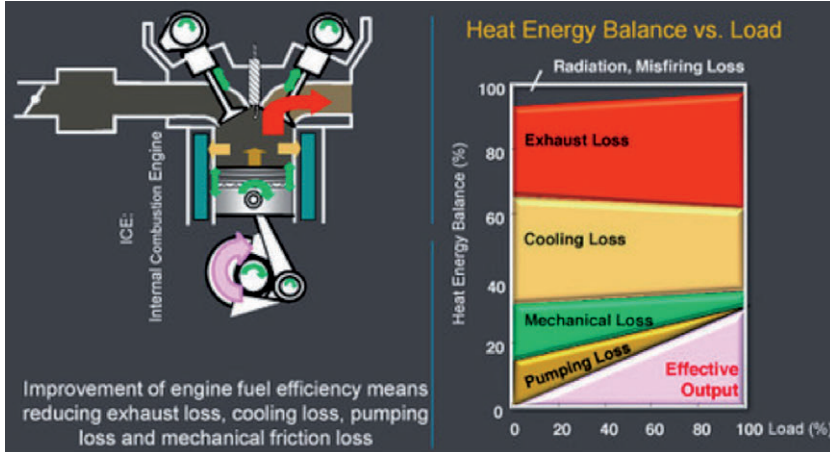 ICE:
Internal Combustion Engine
Improvement of engine fuel efficiency means
reducing exhaust loss, cooling loss, pumping
loss and mechanical friction loss
Heat Energy Balance vs. Load
Radiation, Misfiring Loss
Heat Energy Balance (%)
100
80
60
40
20
0
Exhaust Loss
Cooling Loss
Mechanical Loss
Pumping Loss
Effective
Output
0 20 40 60 80 100 Load (%)